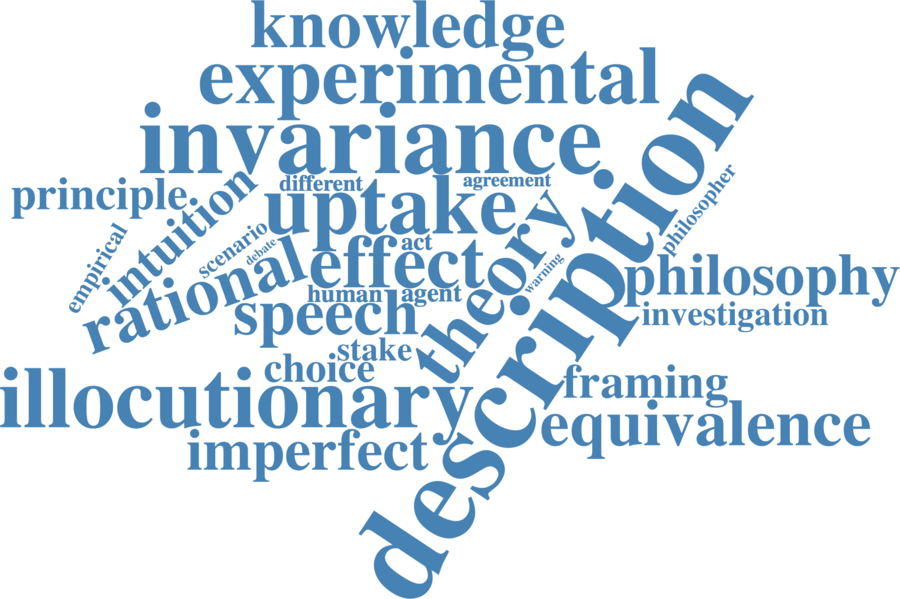 knowledge
experimental
invariance
description
principle
different
agreement
intuition
uptake
philosopher
empirical
scenario
debate
act
theory
rational
effect
warning
philosophy
human
agent
speech
investigation
stake
choice
illocutionary
framing
equivalence
imperfect